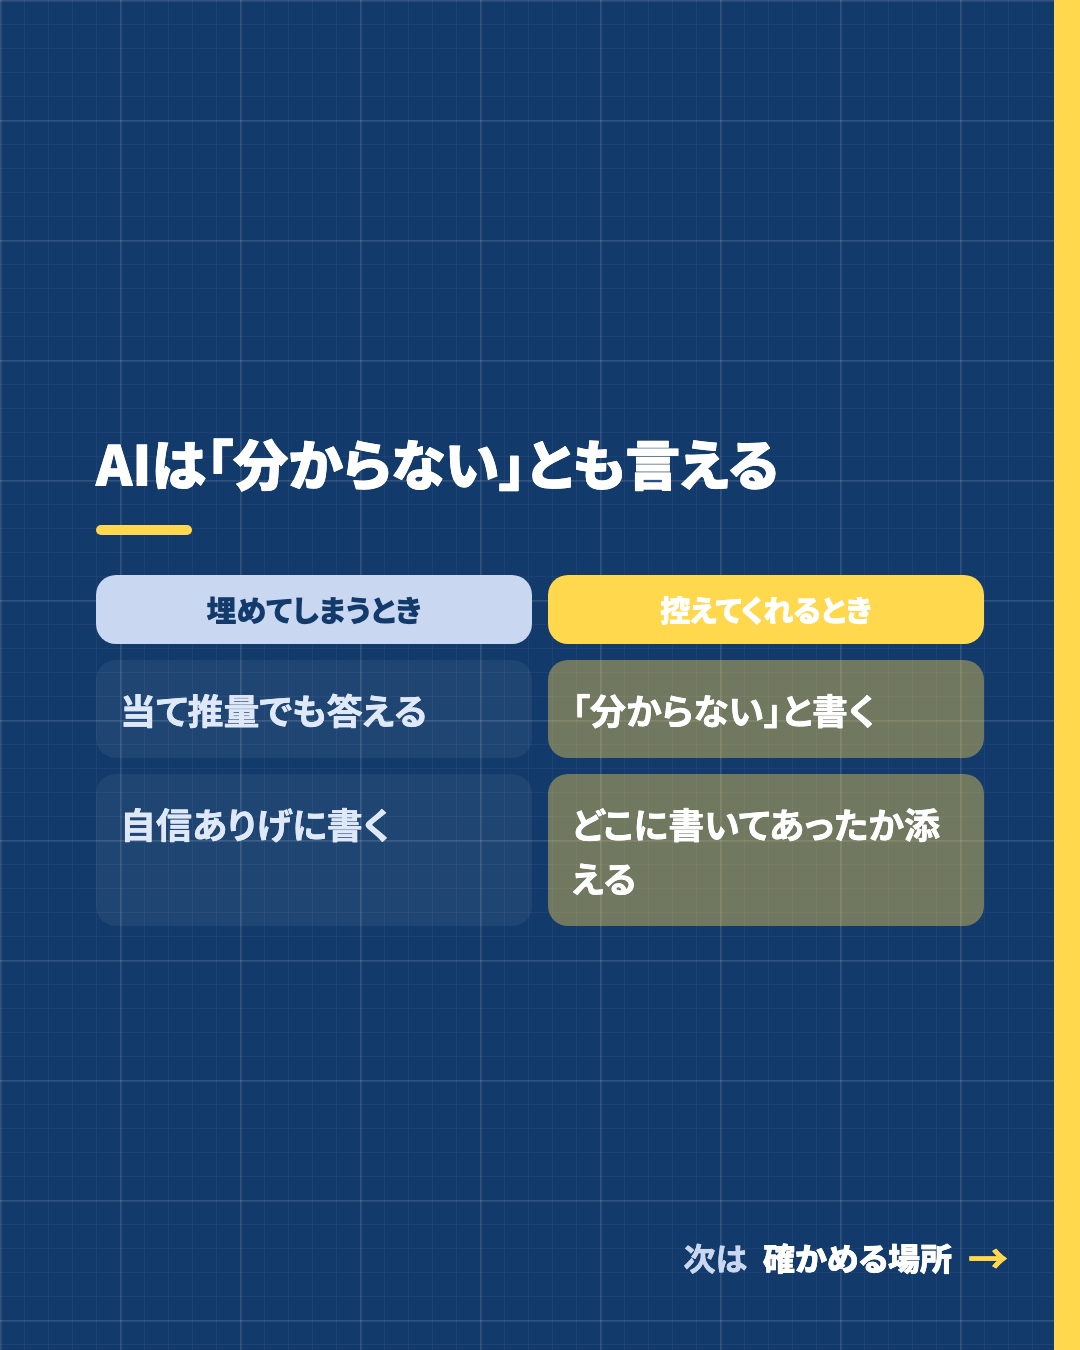 AIは「分からない」とも言える
埋めてしまうとき
控えてくれるとき
当て推量でも答える
「分からない」と書く
自信ありげに書く
どこに書いてあったか添
える
次は 確かめる場所 →